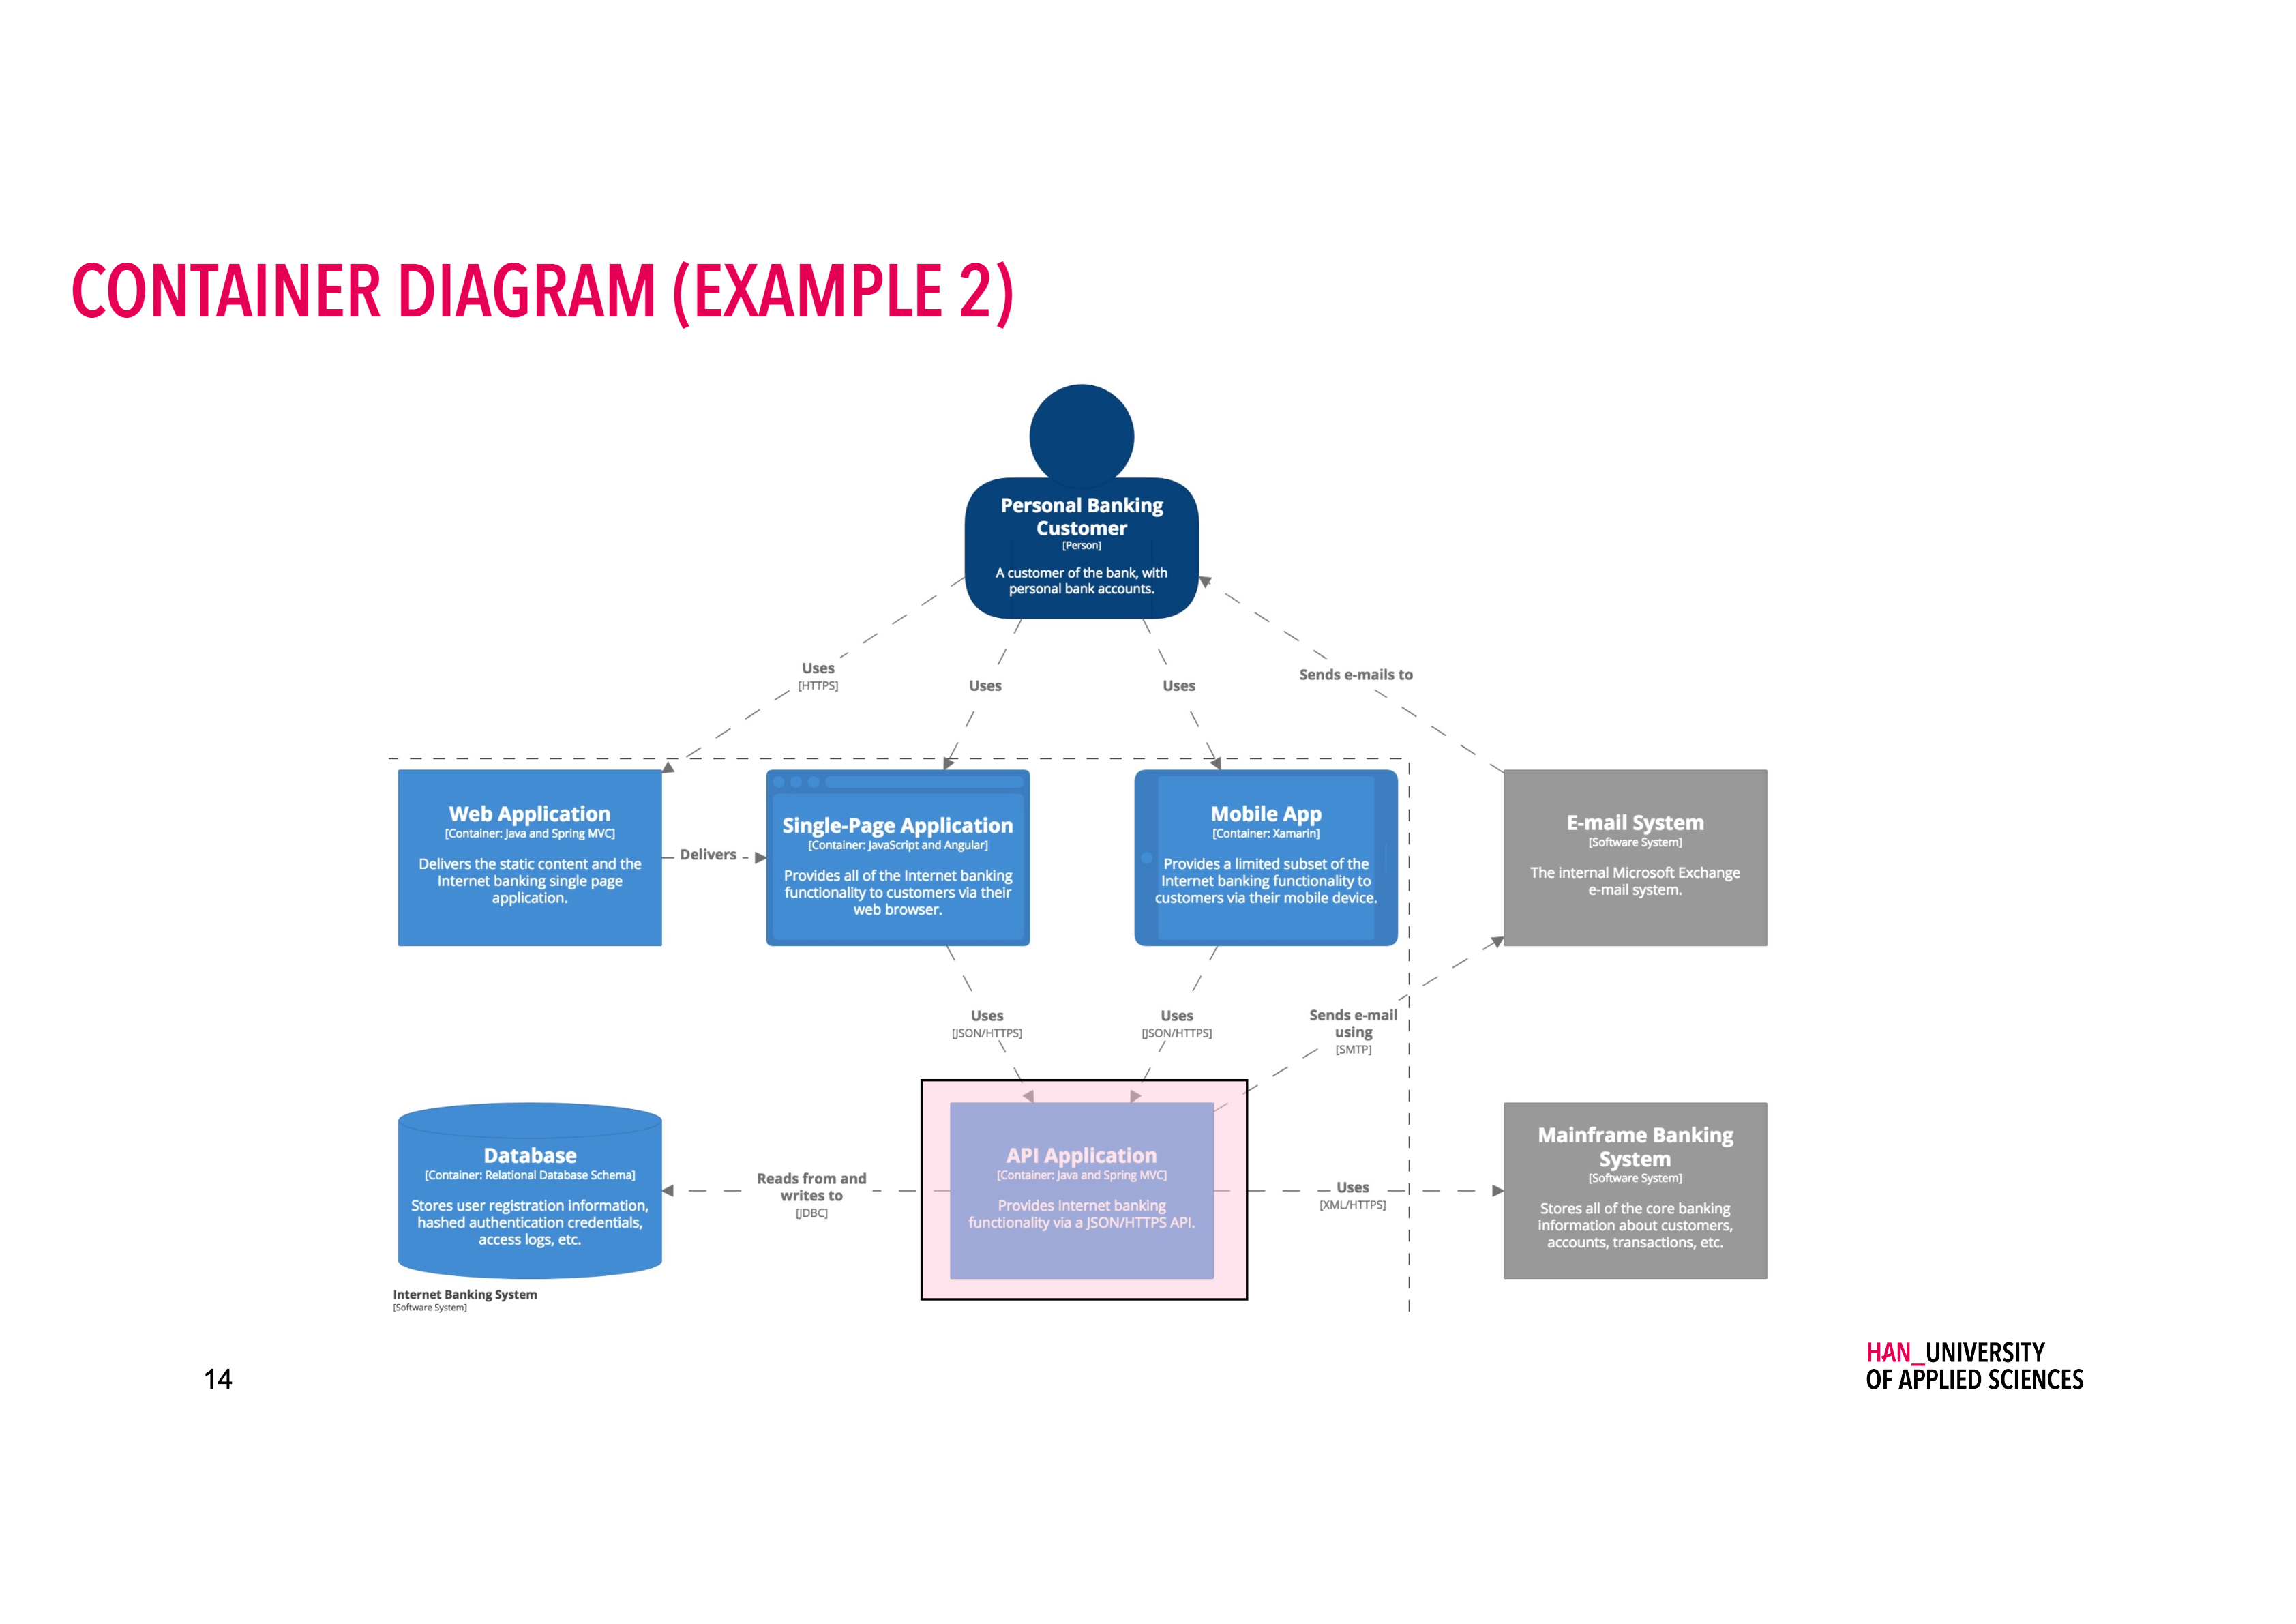 CONTAINER DIAGRAM (EXAMPLE 2)
Personal Banking
Customer
[Person]
A customer of the bank, with
personal bank accounts.
Uses
[HTTPS]
Uses
Uses
Sends e-mails to
Web Application
[Container: Java and Spring MVC]
Delivers the static content and the
Internet banking single page
application.
Delivers
Single-Page Application
[Container: JavaScript and Angular]
Provides all of the Internet banking
functionality to customers via their
web browser.
Mobile App
[Container: Xamarin]
Provides a limited subset of the
Internet banking functionality to
customers via their mobile device.
E-mail System
[Software System]
The internal Microsoft Exchange
e-mail system.
Uses
[JSON/HTTPS]
Uses
[JSON/HTTPS]
Sends e-mail
using
[SMTP]
Database
[Container: Relational Database Schema]
Stores user registration information,
hashed authentication credentials,
access logs, etc.
Reads from and
writes to
[JDBC]
API Application
[Container: Java and Spring MVC]
Provides Internet banking
functionality via a JSON/HTTPS API.
Uses
[XML/HTTPS]
Mainframe Banking
System
[Software System]
Stores all of the core banking
information about customers,
accounts, transactions, etc.
Internet Banking System
[Software System]
14
HAN_UNIVERSITY
OF APPLIED SCIENCES